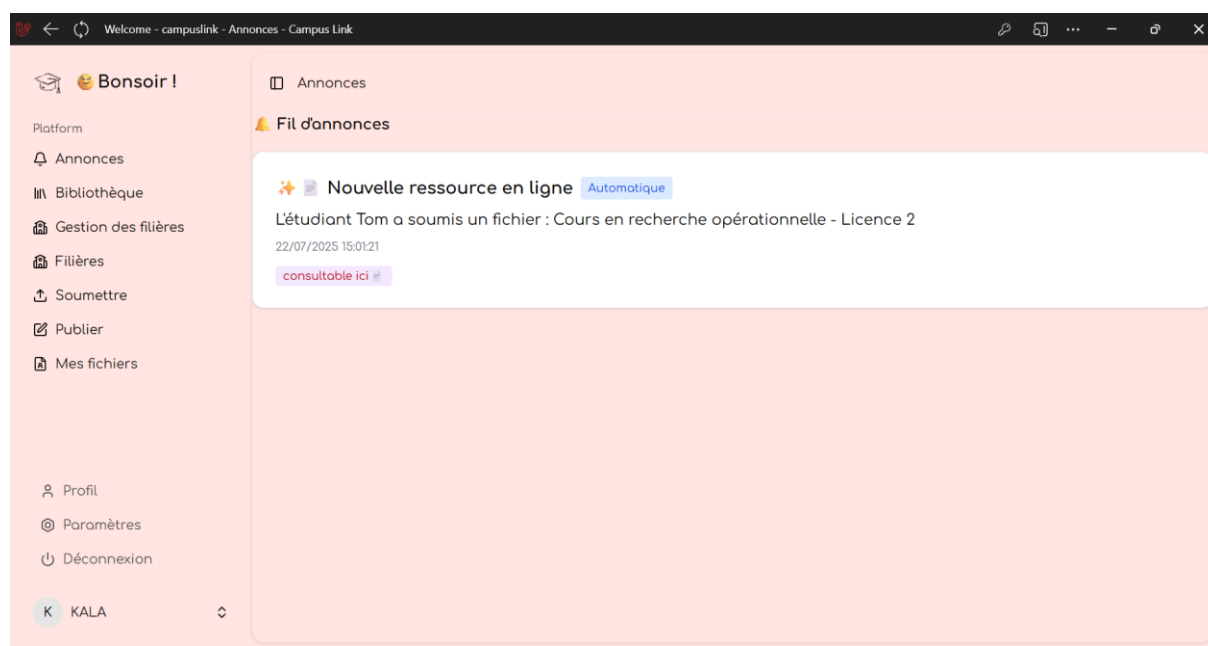 Welcome - campuslink - Annonces - Campus Link
Bonsoir !
Platform
Annonces
Bibliothèque
Gestion des filières
Filières
Soumettre
Publier
Mes fichiers
Profil
Paramètres
Déconnexion
K KALA
Annonces
Fil d'annonces
Nouvelle ressource en ligne Automatique
L'étudiant Tom a soumis un fichier : Cours en recherche opérationnelle - Licence 2
22/07/2025 15:01:21
consultable ici